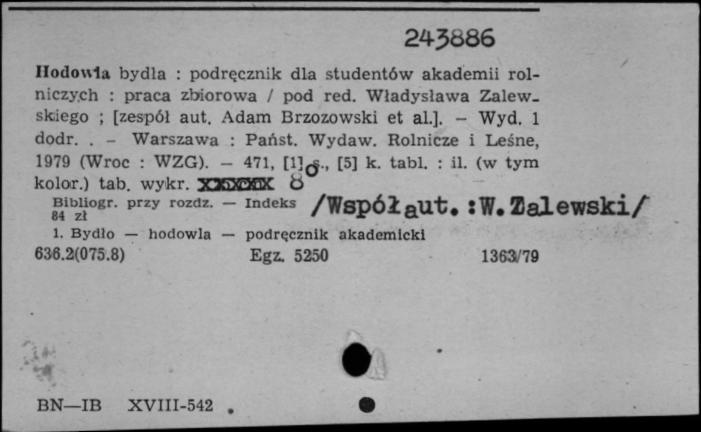 243886
Hodowla bydła : podręcznik dla studentów akademii rol-
niczych : praca zbiorowa / pod red. Władysława Zalew-
skiego ; [zespół aut. Adam Brzozowski et al.]. — Wyd. 1
dodr. . — Warszawa : Państ. Wydaw. Rolnicze i Leśne,
1979 (Wroc : WZG). — 471, [1] s., [5] k. tabl. : il. (w tym
kolor.) tab. wykr. 8
Bibliogr. przy rozdz. — Indeks /Współaut.:W.Zalewski/
84 zł
1. Bydło — hodowla — podręcznik akademicki
636.2(075.8) Egz. 5250 1363/79
BN—IB XVIII-542